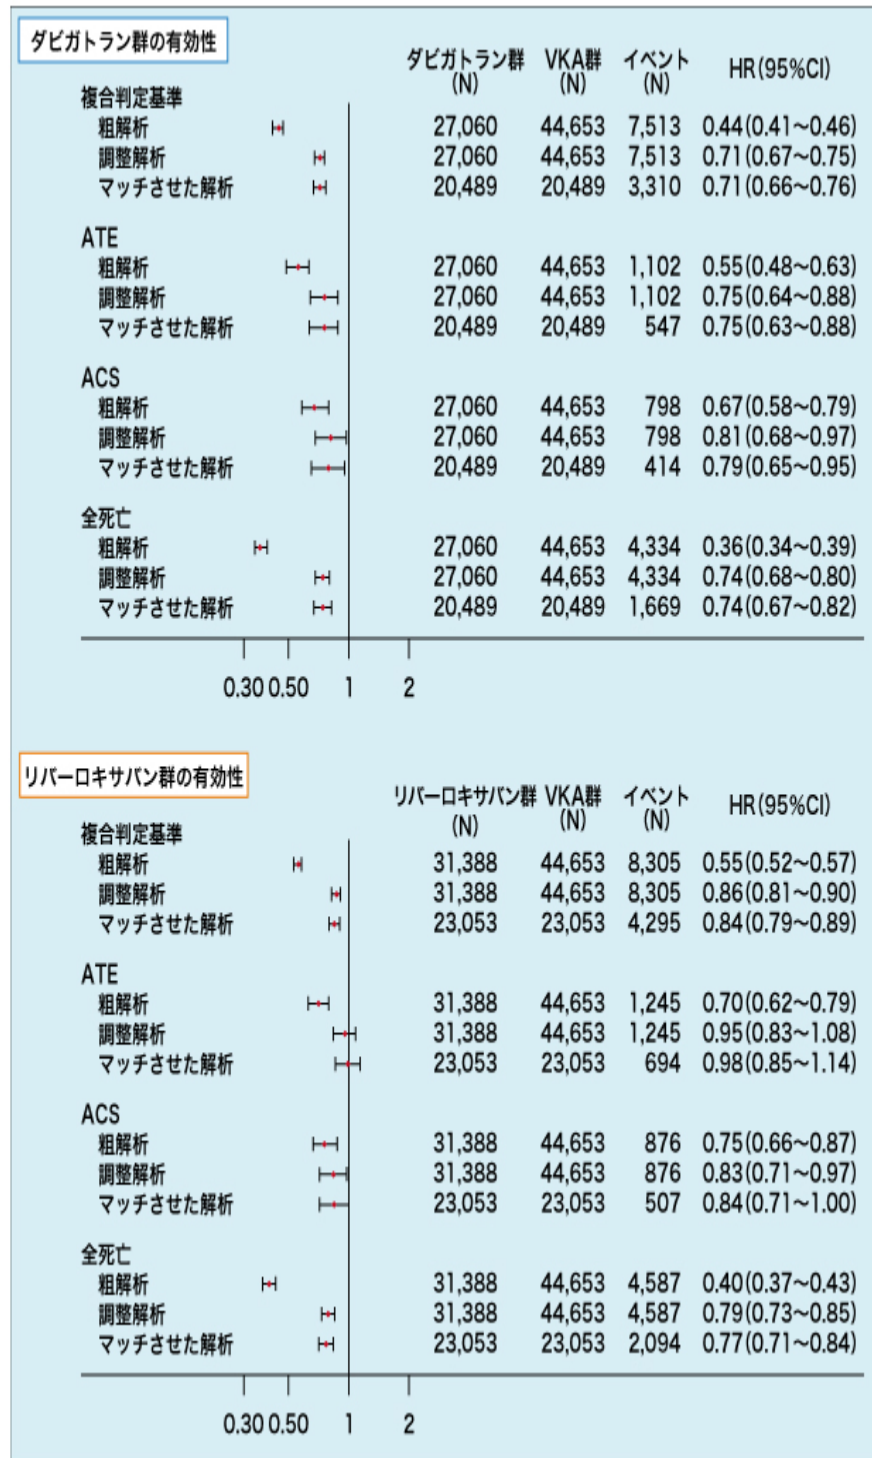 ダビガトラン群の有効性
ダビガトラン群 VKA群 イベント HR(95%CI)
(N) (N) (N)
複合判定基準
粗解析 27,060 44,653 7,513 0.44(0.41〜0.46)
調整解析 27,060 44,653 7,513 0.71(0.67〜0.75)
マッチさせた解析 20,489 20,489 3,310 0.71(0.66〜0.76)
ATE
粗解析 27,060 44,653 1,102 0.55(0.48〜0.63)
調整解析 27,060 44,653 1,102 0.75(0.64〜0.88)
マッチさせた解析 20,489 20,489 547 0.75(0.63〜0.88)
ACS
粗解析 27,060 44,653 798 0.67(0.58〜0.79)
調整解析 27,060 44,653 798 0.81(0.68〜0.97)
マッチさせた解析 20,489 20,489 414 0.79(0.65〜0.95)
全死亡
粗解析 27,060 44,653 4,334 0.36(0.34〜0.39)
調整解析 27,060 44,653 4,334 0.74(0.68〜0.80)
マッチさせた解析 20,489 20,489 1,669 0.74(0.67〜0.82)
0.30 0.50 1 2
リバーロキサバン群の有効性
リバーロキサバン群 VKA群 イベント HR(95%CI)
(N) (N) (N)
複合判定基準
粗解析 31,388 44,653 8,305 0.55(0.52〜0.57)
調整解析 31,388 44,653 8,305 0.86(0.81〜0.90)
マッチさせた解析 23,053 23,053 4,295 0.84(0.79〜0.89)
ATE
粗解析 31,388 44,653 1,245 0.70(0.62〜0.79)
調整解析 31,388 44,653 1,245 0.95(0.83〜1.08)
マッチさせた解析 23,053 23,053 694 0.98(0.85〜1.14)
ACS
粗解析 31,388 44,653 876 0.75(0.66〜0.87)
調整解析 31,388 44,653 876 0.83(0.71〜0.97)
マッチさせた解析 23,053 23,053 507 0.84(0.71〜1.00)
全死亡
粗解析 31,388 44,653 4,587 0.40(0.37〜0.43)
調整解析 31,388 44,653 4,587 0.79(0.73〜0.85)
マッチさせた解析 23,053 23,053 2,094 0.77(0.71〜0.84)
0.30 0.50 1 2